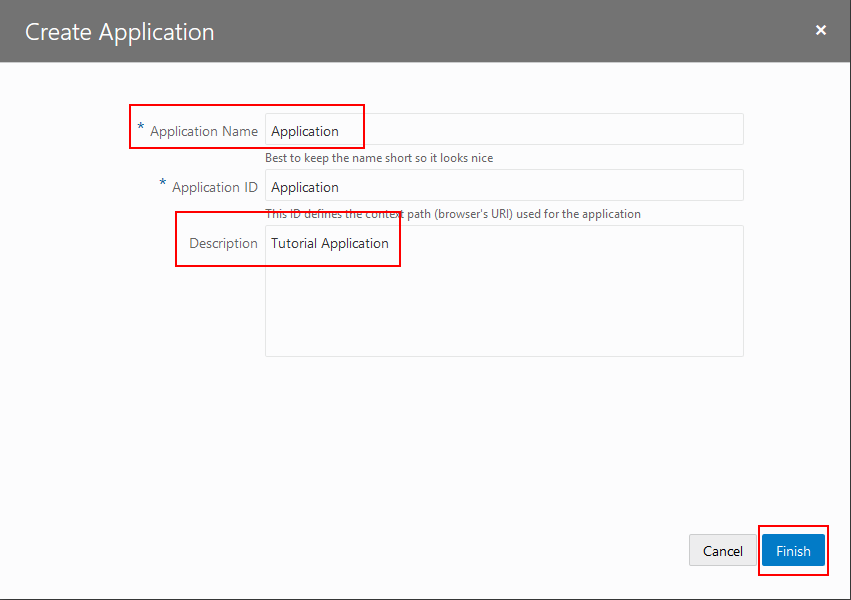 Create Application
×
* Application Name Application
Best to keep the name short so it looks nice
* Application ID Application
This ID defines the context path (browser's URI) used for the application
Description Tutorial Application
Cancel Finish